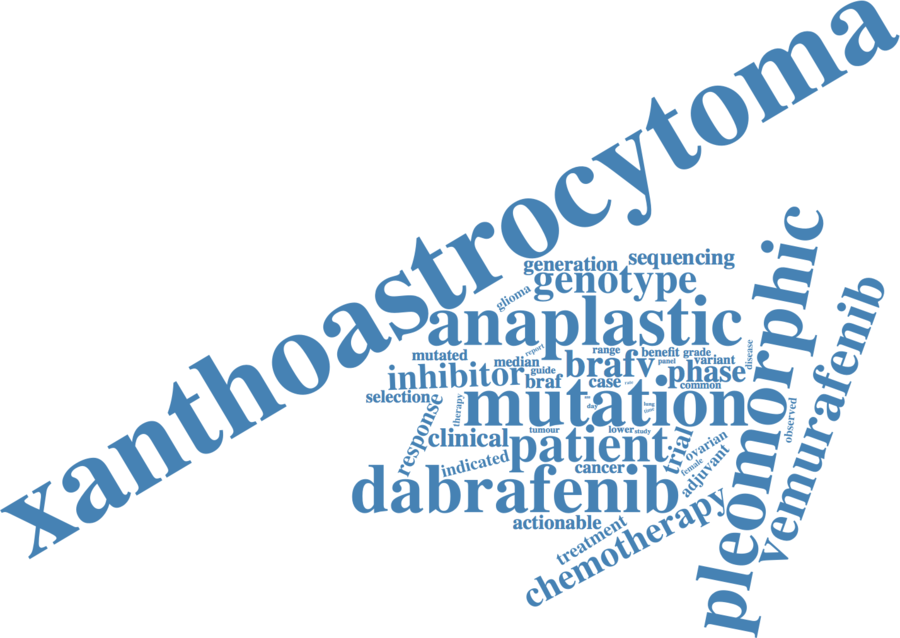 xanthoastrocytoma
generation
sequencing
glioma
genotype
anaplastic
pleomorphic
vemurafenib
mutated
report
median
range
benefit
grade
disease
brafv
panel
variant
inhibitor
guide
braf
case
phase
common
selection
response
therapy
mutation
day
lung
time
observed
clinical
tumour
lower
study
patient
trial
ovarian
indicated
cancer
female
adjuvant
dabrafenib
actionable
treatment
chemotherapy